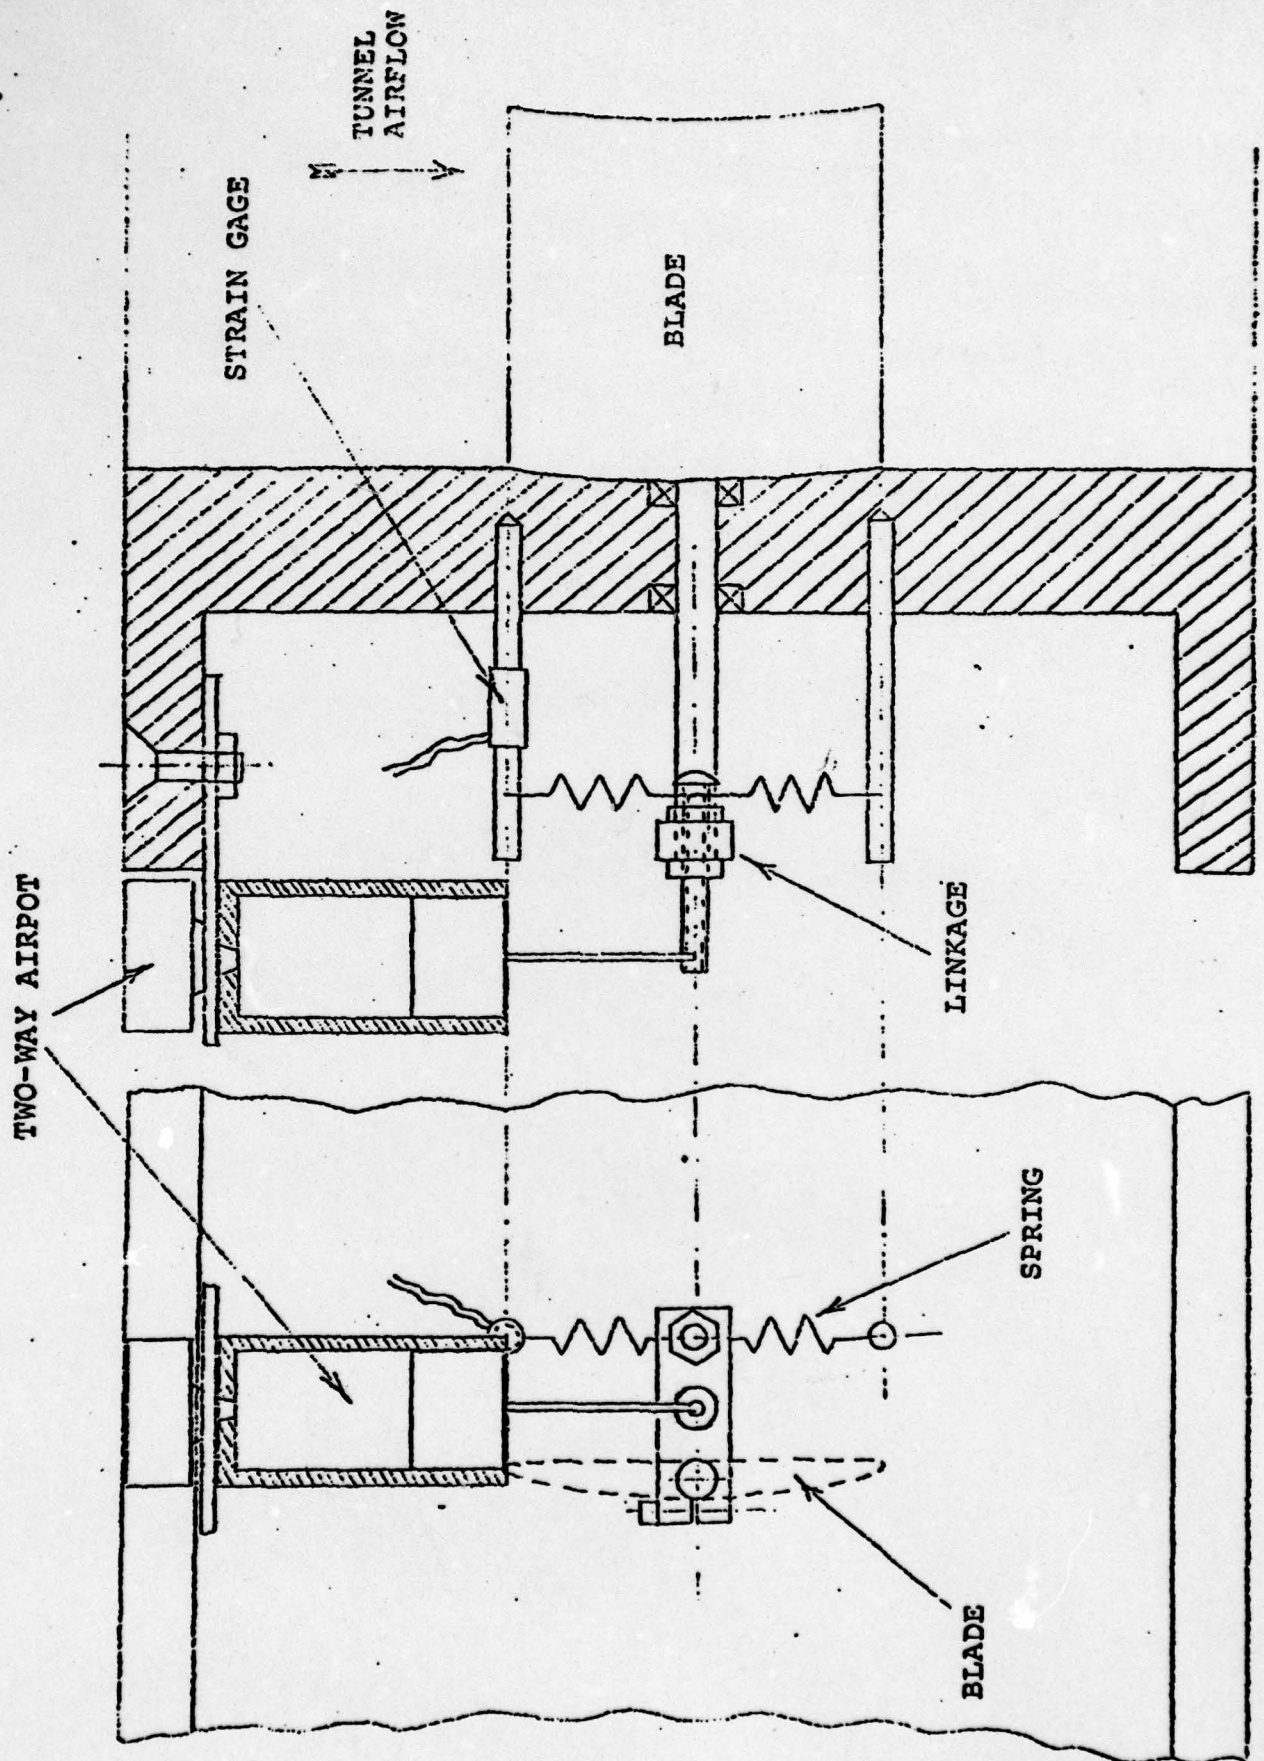 TWO-WAY AIRPOT
STRAIN GAGE
TUNNEL
AIRFLOW
BLADE
LINKAGE
SPRING
BLADE